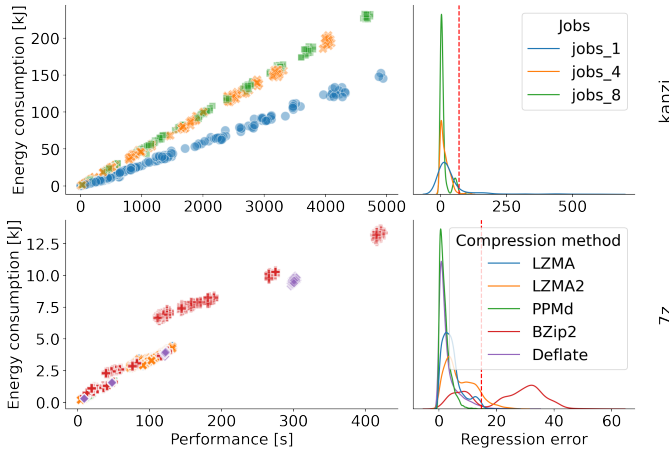 Energy consumption [kJ]
200
150
100
50
0
0
1000
2000
3000
4000
5000
Jobs
jobs_1
jobs_4
jobs_8
0
250
500
kanzi
Energy consumption [kJ]
12.5
10.0
7.5
5.0
2.5
0.0
0
100
200
300
400
Performance [s]
Compression method
LZMA
LZMA2
PPMd
BZip2
Deflate
0
20
40
60
Regression error
7z